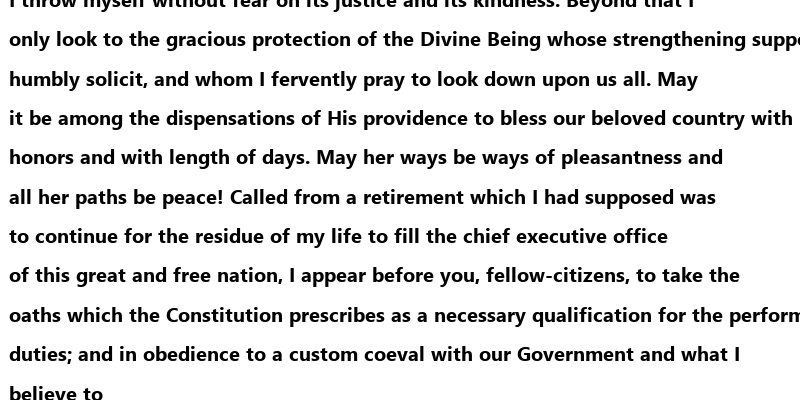 I throw myself without fear on its justice and its kindness. Beyond that I
only look to the gracious protection of the Divine Being whose strengthening
humbly solicit, and whom I fervently pray to look down upon us all. May
it be among the dispensations of His providence to bless our beloved country with
honors and with length of days. May her ways be ways of pleasantness and
all her paths be peace! Called from a retirement which I had supposed was
to continue for the residue of my life to fill the chief executive office
of this great and free nation, I appear before you, fellow-citizens, to take the
oaths which the Constitution prescribes as a necessary qualification for the
duties; and in obedience to a custom coeval with our Government and what I
believe to